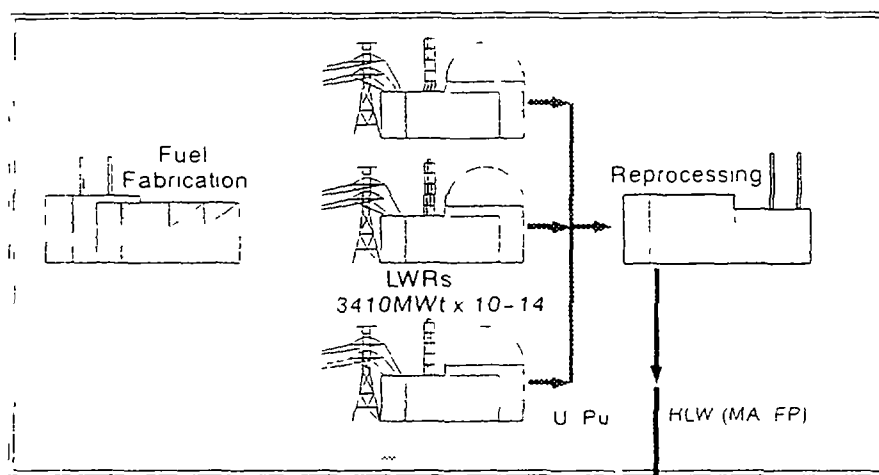 Fuel
Fabrication
Reprocessing
LWRs
3410MWt x 10-14
U Pu
HLW (MA FP)